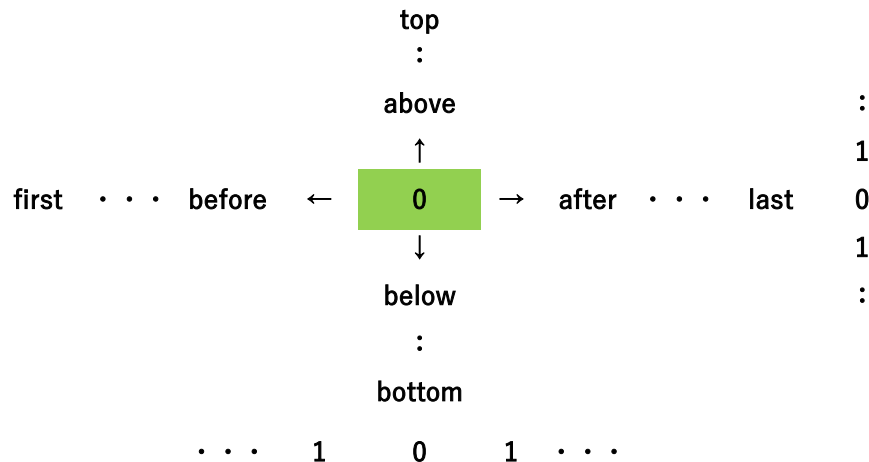 top
:
above :
↑ 1
first ・・・ before ← 0 → after ・・・ last 0
↓ 1
below :
:
bottom
・・・ 1 0 1 ・・・